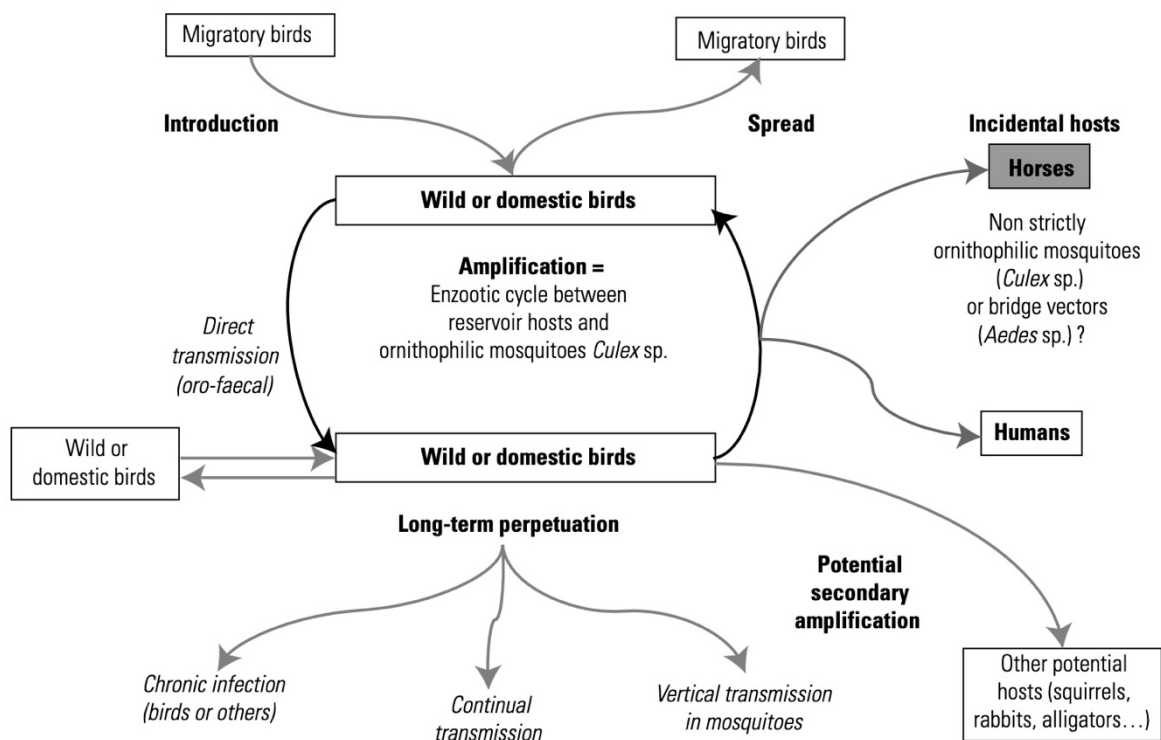 Migratory birds
Migratory birds
Introduction
Spread
Incidental hosts
Horses
Wild or domestic birds
Non strictly
ornithophilic mosquitoes
(Culex sp.)
or bridge vectors
(Aedes sp.) ?
Amplification =
Enzootic cycle between
reservoir hosts and
ornithophilic mosquitoes Culex sp.
Direct
transmission
(oro-faecal)
Humans
Wild or
domestic birds
Wild or domestic birds
Long-term perpetuation
Potential
secondary
amplification
Chronic infection
(birds or others)
Continual
transmission
Vertical transmission
in mosquitoes
Other potential
hosts (squirrels,
rabbits, alligators…)